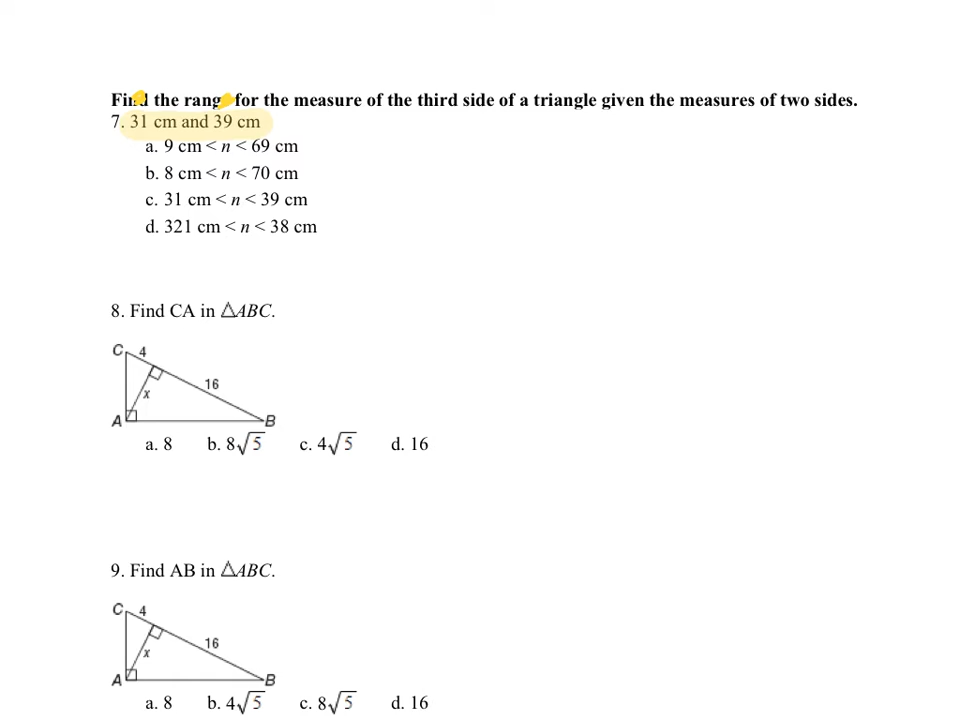 Find the range for the measure of the third side of a triangle given the measures of two sides.
7. 31 cm and 39 cm
a. 9 cm < n < 69 cm
b. 8 cm < n < 70 cm
c. 31 cm < n < 39 cm
d. 321 cm < n < 38 cm
8. Find CA in △ABC.
C 4
16
x
A B
a. 8 b. 8√5 c. 4√5 d. 16
9. Find AB in △ABC.
C 4
16
x
A B
a. 8 b. 4√5 c. 8√5 d. 16